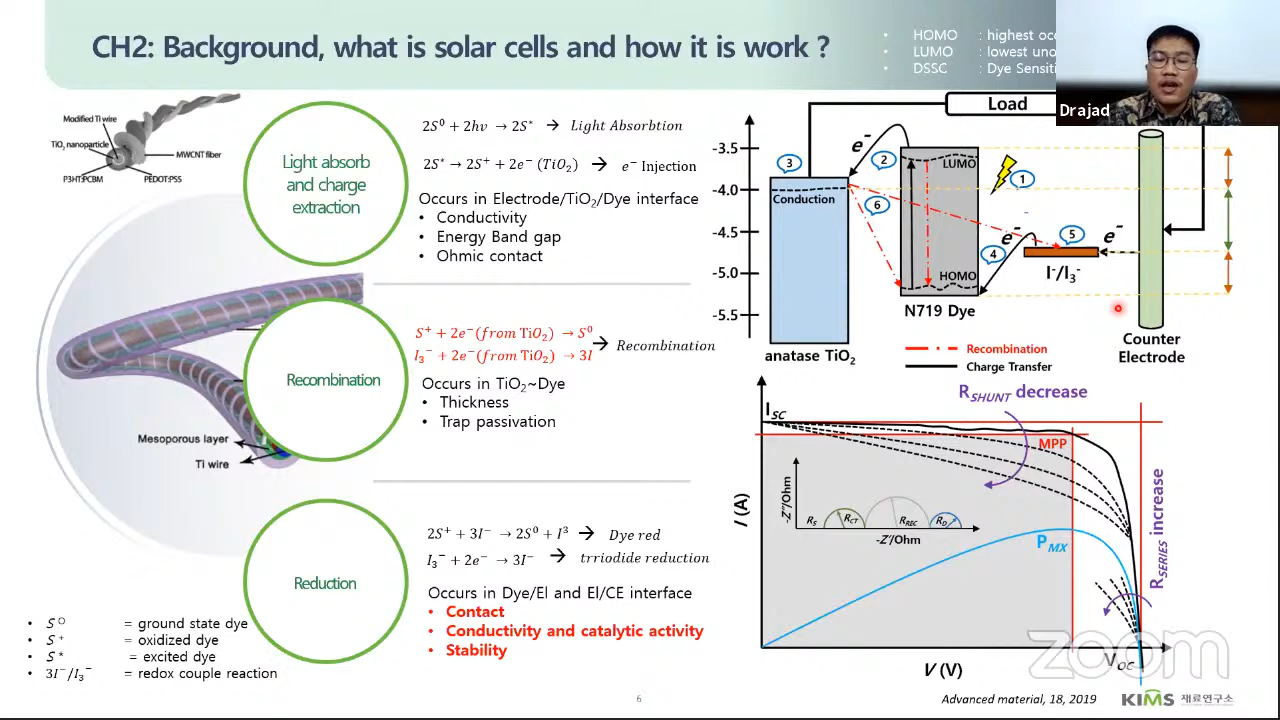 CH2: Background, what is solar cells and how it is work ?
• HOMO : highest occ
• LUMO : lowest uno
• DSSC : Dye Sensiti
Drajad
Modified Ti wire
TiO₂ nanoparticle
P3HT:PCBM
MWCNT fiber
PEDOT:PSS
Light absorb
and charge
extraction
2S⁰ + 2hν → 2S* → Light Absorbtion
2S* → 2S⁺ + 2e⁻ (TiO₂) → e⁻ Injection
Occurs in Electrode/TiO₂/Dye interface
• Conductivity
• Energy Band gap
• Ohmic contact
Mesoporous layer
Ti wire
Recombination
S⁺ + 2e⁻(from TiO₂) → S⁰
I₃⁻ + 2e⁻(from TiO₂) → 3I
→ Recombination
Occurs in TiO₂~Dye
• Thickness
• Trap passivation
Reduction
2S⁺ + 3I⁻ → 2S⁰ + I³ → Dye red
I₃⁻ + 2e⁻ → 3I⁻ → trriodide reduction
Occurs in Dye/El and El/CE interface
• Contact
• Conductivity and catalytic activity
• Stability
• S⁰ = ground state dye
• S⁺ = oxidized dye
• S* = excited dye
• 3I⁻/I₃⁻ = redox couple reaction
Load
-3.5
-4.0
-4.5
-5.0
-5.5
3
Conduction
anatase TiO₂
e⁻
2
6
LUMO
HOMO
N719 Dye
1
e⁻
4
5
I⁻/I₃⁻
e⁻
Counter
Electrode
Recombination
Charge Transfer
I_SC
R_SHUNT decrease
MPP
I (A)
-Z''/Ohm
R_S
R_CT
R_REC
R_D
-Z'/Ohm
P_MX
R_SERIES increase
V_OC
V (V)
zoom
6
Advanced material, 18, 2019
KIMS 재료연구소